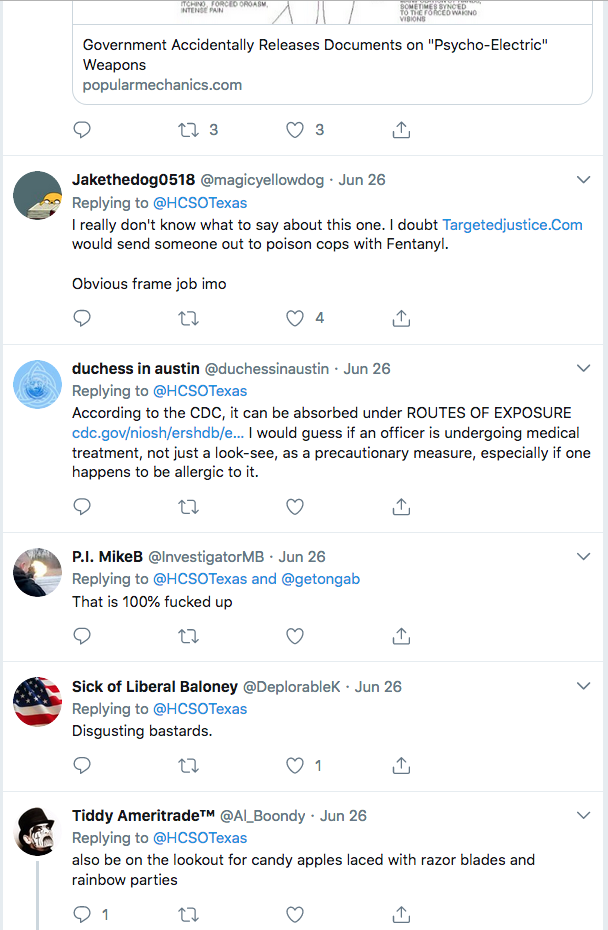 ITCHING, FORCED ORGASM,
INTENSE PAIN
SOMETIMES SYNC'ED
TO THE FORCED WAKING
VISIONS
Government Accidentally Releases Documents on "Psycho-Electric"
Weapons
popularmechanics.com
3 3
Jakethedog0518 @magicyellowdog · Jun 26
Replying to @HCSOTexas
I really don't know what to say about this one. I doubt Targetedjustice.Com
would send someone out to poison cops with Fentanyl.
Obvious frame job imo
4
duchess in austin @duchessinaustin · Jun 26
Replying to @HCSOTexas
According to the CDC, it can be absorbed under ROUTES OF EXPOSURE
cdc.gov/niosh/ershdb/e... I would guess if an officer is undergoing medical
treatment, not just a look-see, as a precautionary measure, especially if one
happens to be allergic to it.
P.I. MikeB @InvestigatorMB · Jun 26
Replying to @HCSOTexas and @getongab
That is 100% fucked up
Sick of Liberal Baloney @DeplorableK · Jun 26
Replying to @HCSOTexas
Disgusting bastards.
1
Tiddy Ameritrade™ @Al_Boondy · Jun 26
Replying to @HCSOTexas
also be on the lookout for candy apples laced with razor blades and
rainbow parties
1